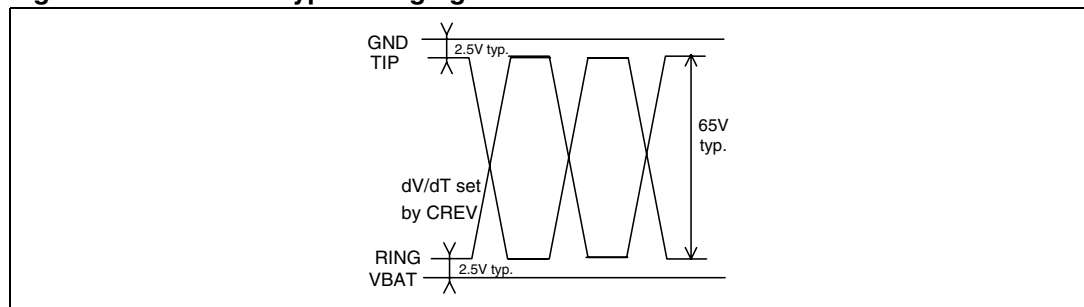 GND
2.5V typ.
TIP
65V
typ.
dV/dT set
by CREV
RING
2.5V typ.
VBAT